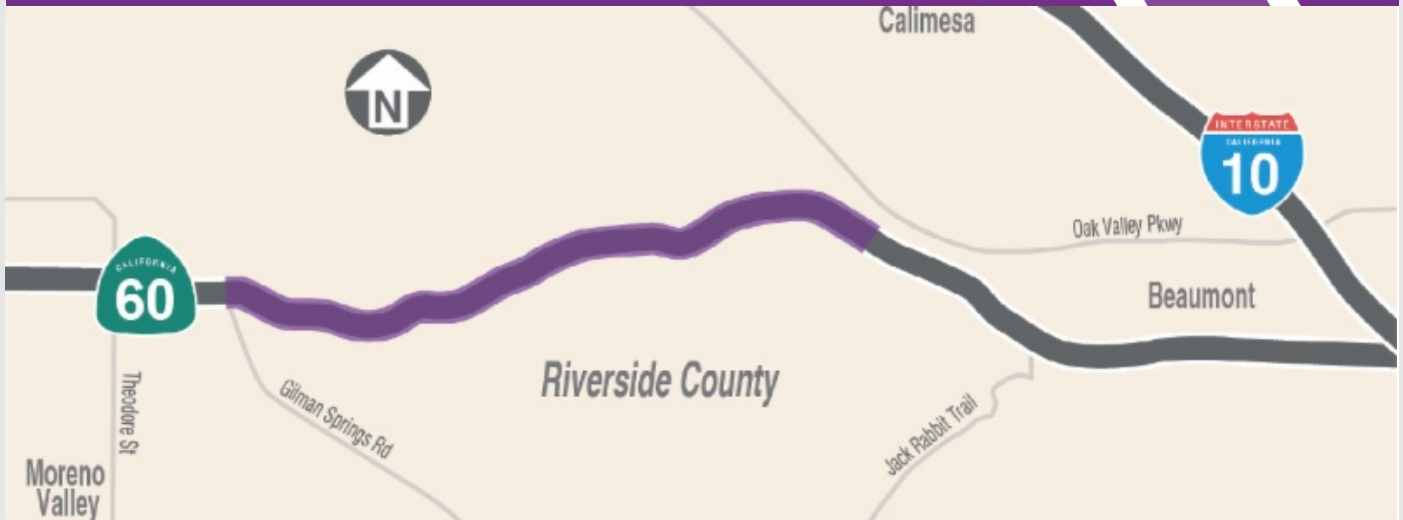 Calimesa
N
INTERSTATE
CALIFORNIA
10
Oak Valley Pkwy
CALIFORNIA
60
Beaumont
Riverside County
Theodore St
Gilman Springs Rd
Jack Rabbit Trail
Moreno
Valley